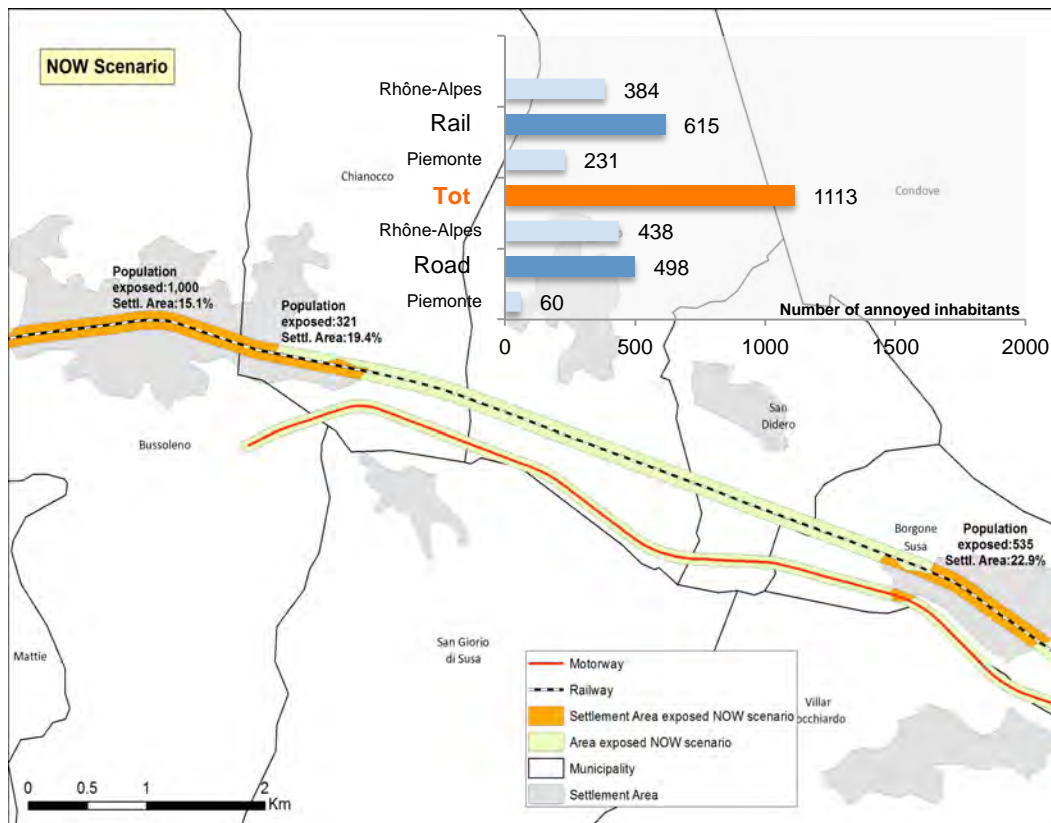 NOW Scenario
Rhône-Alpes
384
Rail
615
Piemonte
231
Tot
1113
Rhône-Alpes
438
Road
498
Piemonte
60
Number of annoyed inhabitants
0
500
1000
1500
2000
Chianocco
Condove
Population
exposed:1,000
Settl. Area:15.1%
Population
exposed:321
Settl. Area:19.4%
Bussoleno
San
Didero
Borgone
Susa
Population
exposed:535
Settl. Area:22.9%
Mattie
San Giorio
di Susa
Villar
occhiardo
Motorway
Railway
Settlement Area exposed NOW scenario
Area exposed NOW scenario
Municipality
Settlement Area
0 0.5 1 2
Km